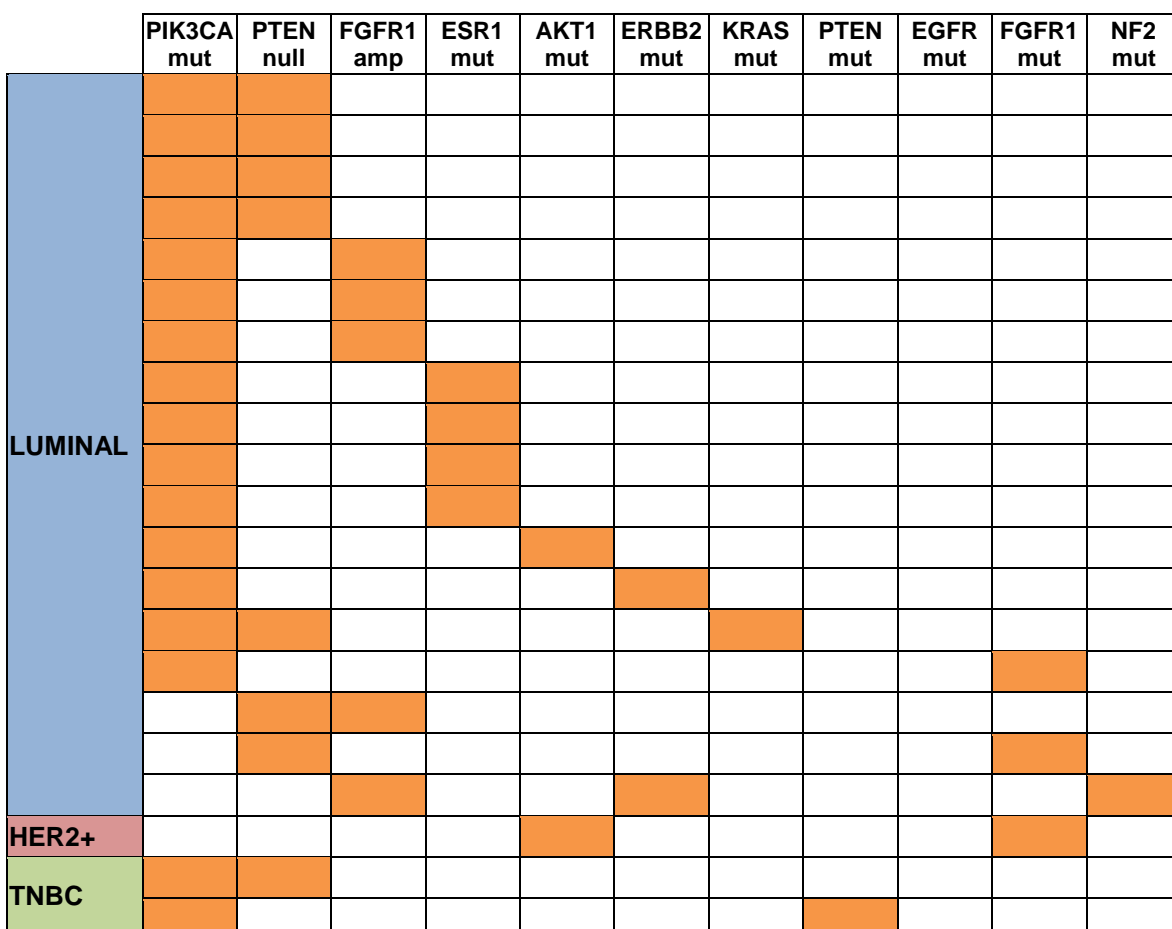 PIK3CA PTEN FGFR1 ESR1 AKT1 ERBB2 KRAS PTEN EGFR FGFR1 NF2
mut null amp mut mut mut mut mut mut mut mut
LUMINAL
HER2+
TNBC